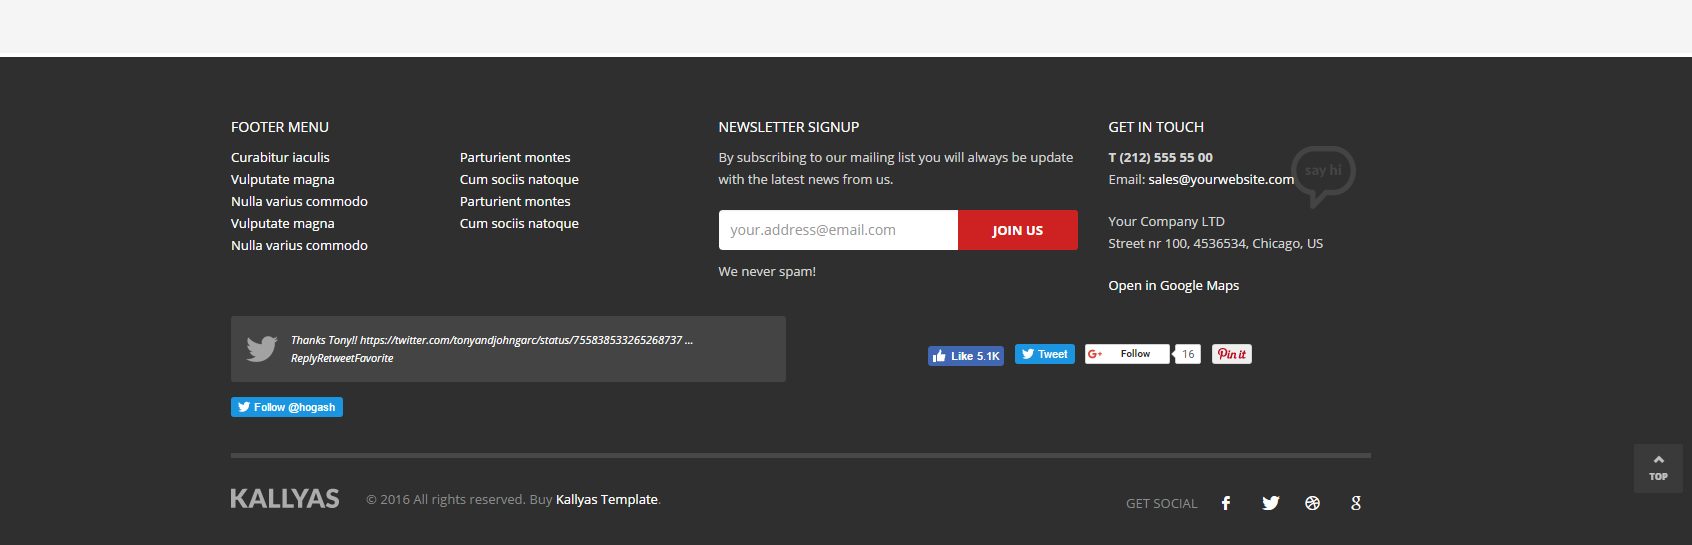 FOOTER MENU
Curabitur iaculis
Vulputate magna
Nulla varius commodo
Vulputate magna
Nulla varius commodo
Parturient montes
Cum sociis natoque
Parturient montes
Cum sociis natoque
NEWSLETTER SIGNUP
By subscribing to our mailing list you will always be update
with the latest news from us.
your.address@email.com
JOIN US
We never spam!
GET IN TOUCH
T (212) 555 55 00
Email: sales@yourwebsite.com
say hi
Your Company LTD
Street nr 100, 4536534, Chicago, US
Open in Google Maps
Thanks Tony!! https://twitter.com/tonyandjohngarc/status/755838533265268737 ...
ReplyRetweetFavorite
Follow @hogash
Like 5.1K
Tweet
G+ Follow
16
Pin it
TOP
KALLYAS
© 2016 All rights reserved. Buy Kallyas Template.
GET SOCIAL